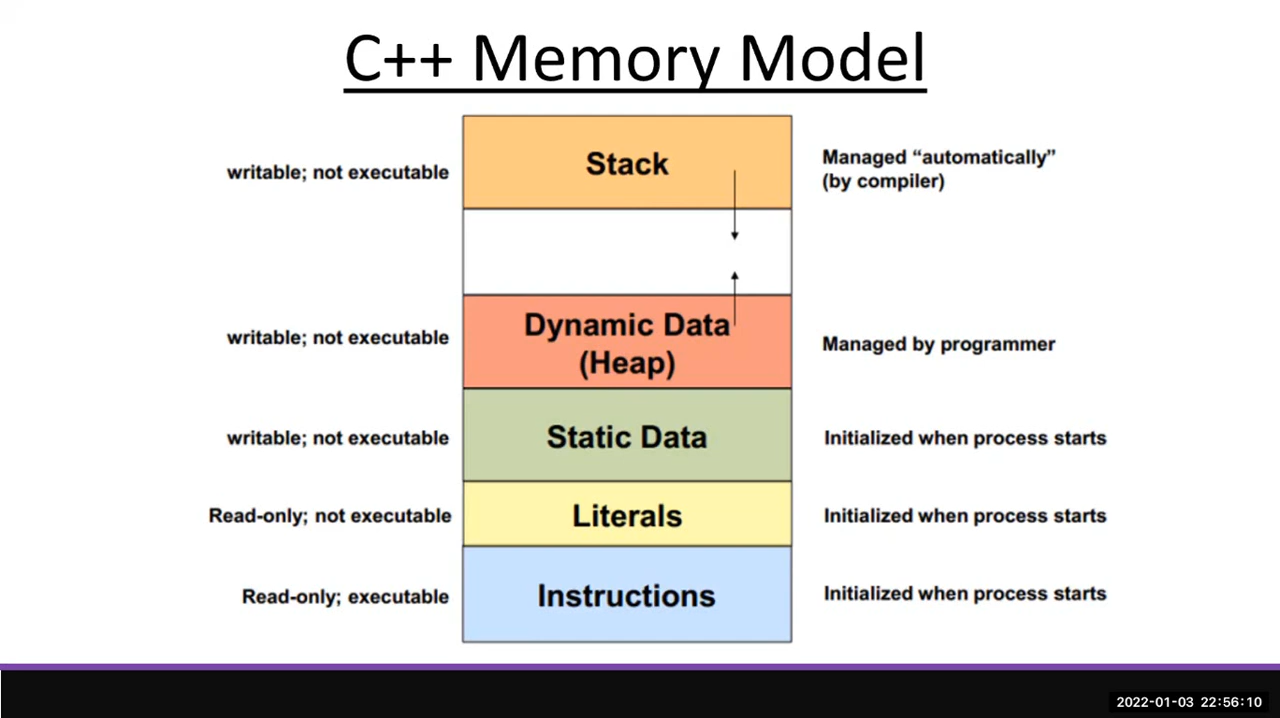 C++ Memory Model
writable; not executable
Stack
Managed “automatically”
(by compiler)
writable; not executable
Dynamic Data
(Heap)
Managed by programmer
writable; not executable
Static Data
Initialized when process starts
Read-only; not executable
Literals
Initialized when process starts
Read-only; executable
Instructions
Initialized when process starts
2022-01-03 22:56:10